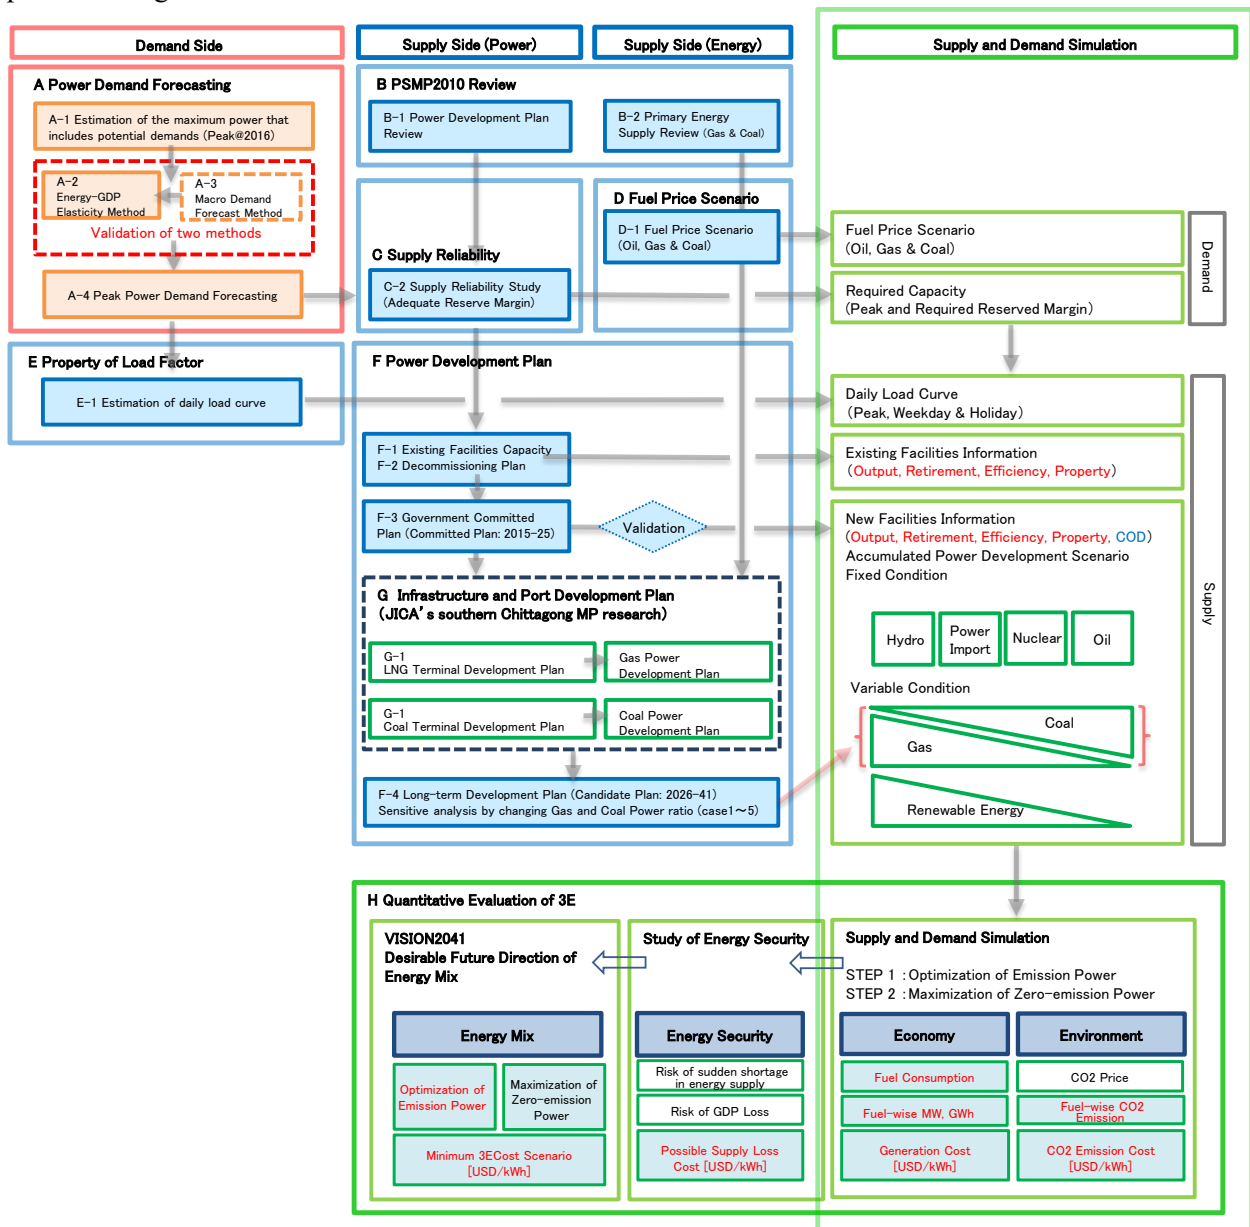 Demand Side
Supply Side (Power)
Supply Side (Energy)
Supply and Demand Simulation
A Power Demand Forecasting
A-1 Estimation of the maximum power that
includes potential demands (Peak@2016)
A-2
Energy-GDP
Elasticity Method
A-3
Macro Demand
Forecast Method
Validation of two methods
A-4 Peak Power Demand Forecasting
B PSMP2010 Review
B-1 Power Development Plan
Review
B-2 Primary Energy
Supply Review (Gas & Coal)
C Supply Reliability
C-2 Supply Reliability Study
(Adequate Reserve Margin)
D Fuel Price Scenario
D-1 Fuel Price Scenario
(Oil, Gas & Coal)
Fuel Price Scenario
(Oil, Gas & Coal)
Required Capacity
(Peak and Required Reserved Margin)
Demand
E Property of Load Factor
E-1 Estimation of daily load curve
F Power Development Plan
F-1 Existing Facilities Capacity
F-2 Decommissioning Plan
F-3 Government Committed
Plan (Committed Plan: 2015-25)
Validation
G Infrastructure and Port Development Plan
(JICA's southern Chittagong MP research)
G-1
LNG Terminal Development Plan
Gas Power
Development Plan
G-1
Coal Terminal Development Plan
Coal Power
Development Plan
F-4 Long-term Development Plan (Candidate Plan: 2026-41)
Sensitive analysis by changing Gas and Coal Power ratio (case1～5)
Daily Load Curve
(Peak, Weekday & Holiday)
Existing Facilities Information
(Output, Retirement, Efficiency, Property)
New Facilities Information
(Output, Retirement, Efficiency, Property, COD)
Accumulated Power Development Scenario
Fixed Condition
Hydro
Power
Import
Nuclear
Oil
Variable Condition
Coal
Gas
Renewable Energy
Supply
H Quantitative Evaluation of 3E
VISION2041
Desirable Future Direction of
Energy Mix
Study of Energy Security
Supply and Demand Simulation
STEP 1 : Optimization of Emission Power
STEP 2 : Maximization of Zero-emission Power
Energy Mix
Energy Security
Economy
Environment
Optimization of
Emission Power
Maximization of
Zero-emission
Power
Minimum 3ECost Scenario
[USD/kWh]
Risk of sudden shortage
in energy supply
Risk of GDP Loss
Possible Supply Loss
Cost [USD/kWh]
Fuel Consumption
Fuel-wise MW, GWh
Generation Cost
[USD/kWh]
CO2 Price
Fuel-wise CO2
Emission
CO2 Emission Cost
[USD/kWh]